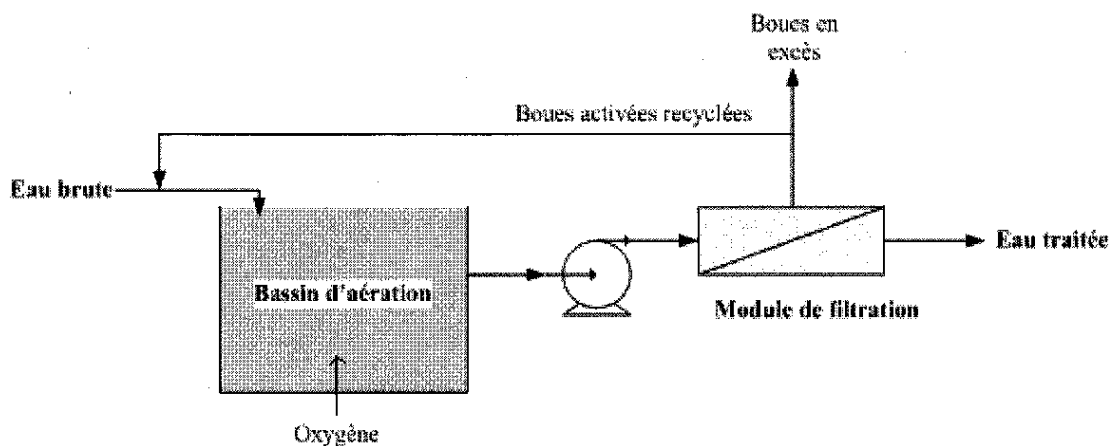 Boues en
excès
Boues activées recyclées
Eau brute
Eau traitée
Bassin d'aération
Module de filtration
Oxygène